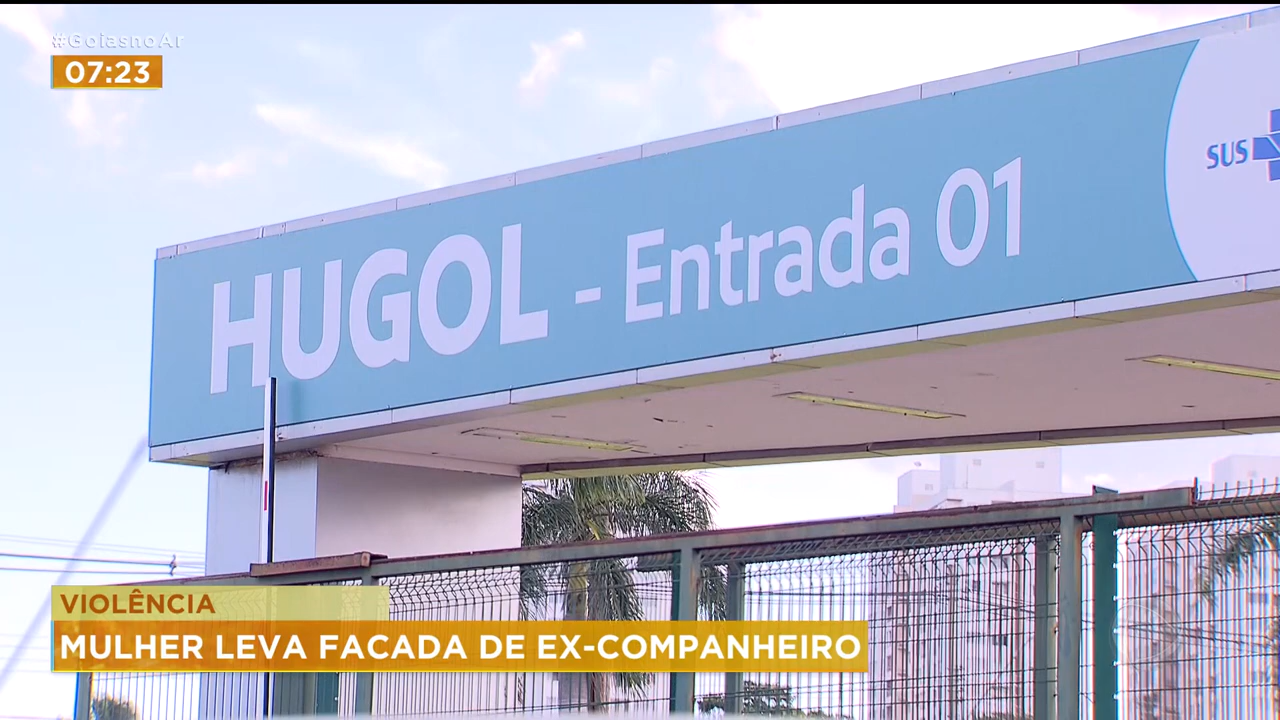 #GoiasnoAr
07:23
HUGOL - Entrada 01
SUS
VIOLÊNCIA
MULHER LEVA FACADA DE EX-COMPANHEIRO